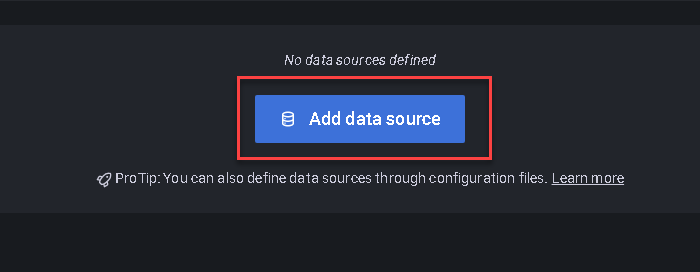 No data sources defined
Add data source
ProTip: You can also define data sources through configuration files. Learn more